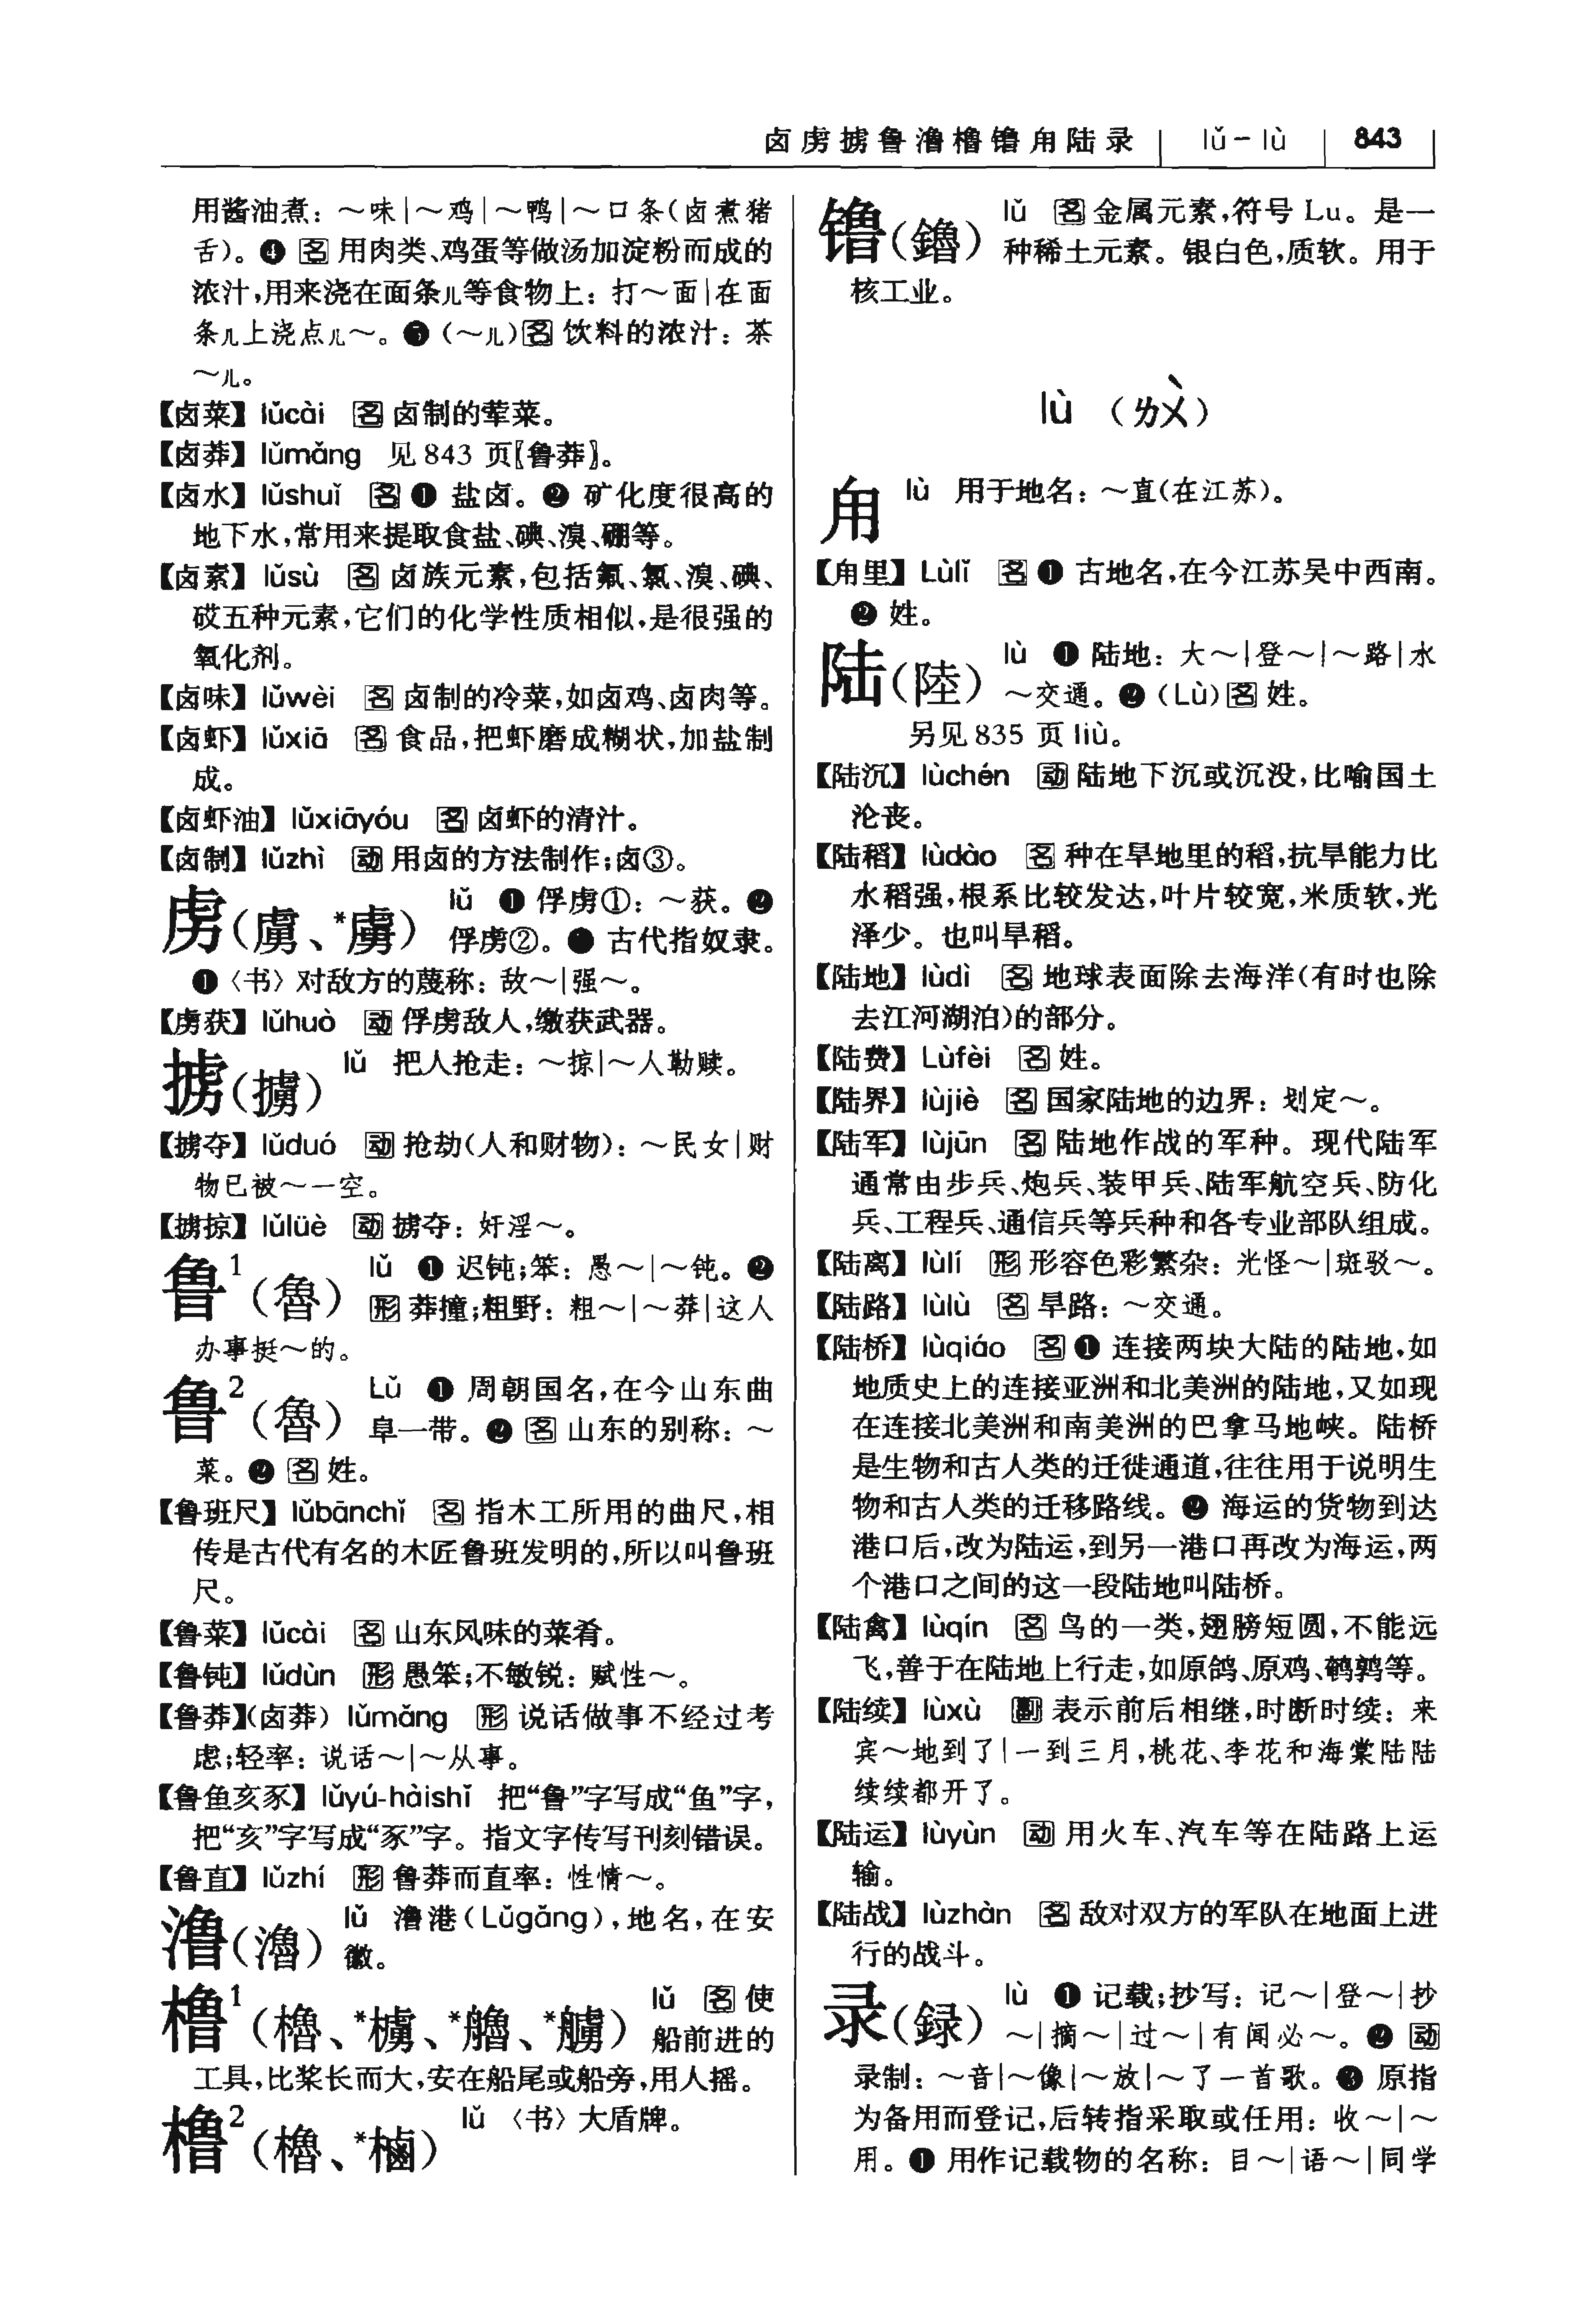 卤虏掳鲁澛橹镥甪陆录 lǔ-lù 843
用酱油煮：～味|～鸡|～鸭|～口条(卤煮猪
舌)。❹ 名 用肉类、鸡蛋等做汤加淀粉而成的
浓汁,用来浇在面条儿等食物上：打～面|在面
条儿上浇点儿～。❺ (～儿)名 饮料的浓汁：茶
～儿。
【卤菜】lǔcài 名 卤制的荤菜。
【卤莽】lǔmǎng 见843 页〖鲁莽〗。
【卤水】lǔshuǐ 名 ❶ 盐卤。❷ 矿化度很高的
地下水,常用来提取食盐、碘、溴、硼等。
【卤素】lǔsù 名 卤族元素,包括氟、氯、溴、碘、
砹五种元素,它们的化学性质相似,是很强的
氧化剂。
【卤味】lǔwèi 名 卤制的冷菜,如卤鸡、卤肉等。
【卤虾】lǔxiā 名 食品,把虾磨成糊状,加盐制
成。
【卤虾油】lǔxiāyóu 名 卤虾的清汁。
【卤制】lǔzhì 动 用卤的方法制作;卤③。
虏(虜、*虜) lǔ ❶ 俘虏①：～获。❷
俘虏②。● 古代指奴隶。
❶〈书〉对敌方的蔑称：敌～|强～。
【虏获】lǔhuò 动 俘虏敌人,缴获武器。
掳(擄) lǔ 把人抢走：～掠|～人勒赎。
【掳夺】lǔduó 动 抢劫(人和财物)：～民女|财
物已被～一空。
【掳掠】lǔlüè 动 掳夺：奸淫～。
鲁1(魯) lǔ ❶ 迟钝;笨：愚～|～钝。❷
形 莽撞;粗野：粗～|～莽|这人
办事挺～的。
鲁2(魯) Lǔ ❶ 周朝国名,在今山东曲
阜一带。❷ 名 山东的别称：～
菜。❷ 名 姓。
【鲁班尺】lǔbānchǐ 名 指木工所用的曲尺,相
传是古代有名的木匠鲁班发明的,所以叫鲁班
尺。
【鲁菜】lǔcài 名 山东风味的菜肴。
【鲁钝】lǔdùn 形 愚笨;不敏锐：赋性～。
【鲁莽】(卤莽) lǔmǎng 形 说话做事不经过考
虑;轻率：说话～|～从事。
【鲁鱼亥豕】lǔyú-hàishǐ 把“鲁”字写成“鱼”字,
把“亥”字写成“豕”字。指文字传写刊刻错误。
【鲁直】lǔzhí 形 鲁莽而直率：性情～。
澛(瀂) lǔ 澛港(Lǔgǎng),地名,在安
徽。
橹1(櫓、*樐、*艣、*艪) lǔ 名 使
船前进的
工具,比桨长而大,安在船尾或船旁,用人摇。
橹2(櫓、*樐) lǔ 〈书〉大盾牌。
镥(鑥) lǔ 名 金属元素,符号 Lu。是一
种稀土元素。银白色,质软。用于
核工业。
lù (ㄌㄨˋ)
甪 lù 用于地名：～直(在江苏)。
【甪里】Lùlǐ 名 ❶ 古地名,在今江苏吴中西南。
❷ 姓。
陆(陸) lù ❶ 陆地：大～|登～|～路|水
～交通。❷ (Lù)名 姓。
另见835 页 liù。
【陆沉】lùchén 动 陆地下沉或沉没,比喻国土
沦丧。
【陆稻】lùdào 名 种在旱地里的稻,抗旱能力比
水稻强,根系比较发达,叶片较宽,米质软,光
泽少。也叫旱稻。
【陆地】lùdì 名 地球表面除去海洋(有时也除
去江河湖泊)的部分。
【陆费】Lùfèi 名 姓。
【陆界】lùjiè 名 国家陆地的边界：划定～。
【陆军】lùjūn 名 陆地作战的军种。现代陆军
通常由步兵、炮兵、装甲兵、陆军航空兵、防化
兵、工程兵、通信兵等兵种和各专业部队组成。
【陆离】lùlí 形 形容色彩繁杂：光怪～|斑驳～。
【陆路】lùlù 名 旱路：～交通。
【陆桥】lùqiáo 名 ❶ 连接两块大陆的陆地,如
地质史上的连接亚洲和北美洲的陆地,又如现
在连接北美洲和南美洲的巴拿马地峡。陆桥
是生物和古人类的迁徙通道,往往用于说明生
物和古人类的迁移路线。❷ 海运的货物到达
港口后,改为陆运,到另一港口再改为海运,两
个港口之间的这一段陆地叫陆桥。
【陆禽】lùqín 名 鸟的一类,翅膀短圆,不能远
飞,善于在陆地上行走,如原鸽、原鸡、鹌鹑等。
【陆续】lùxù 副 表示前后相继,时断时续：来
宾～地到了|一到三月,桃花、李花和海棠陆陆
续续都开了。
【陆运】lùyùn 动 用火车、汽车等在陆路上运
输。
【陆战】lùzhàn 名 敌对双方的军队在地面上进
行的战斗。
录(録) lù ❶ 记载;抄写：记～|登～|抄
～|摘～|过～|有闻必～。❷ 动
录制：～音|～像|～放|～了一首歌。❸ 原指
为备用而登记,后转指采取或任用：收～|～
用。❶ 用作记载物的名称：目～|语～|同学